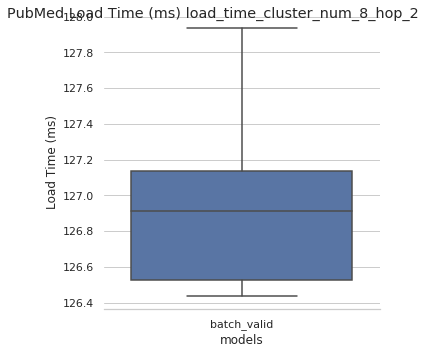 PubMed Load Time (ms) load_time_cluster_num_8_hop_2
128.0
127.8
127.6
127.4
127.2
127.0
126.8
126.6
126.4
Load Time (ms)
batch_valid
models